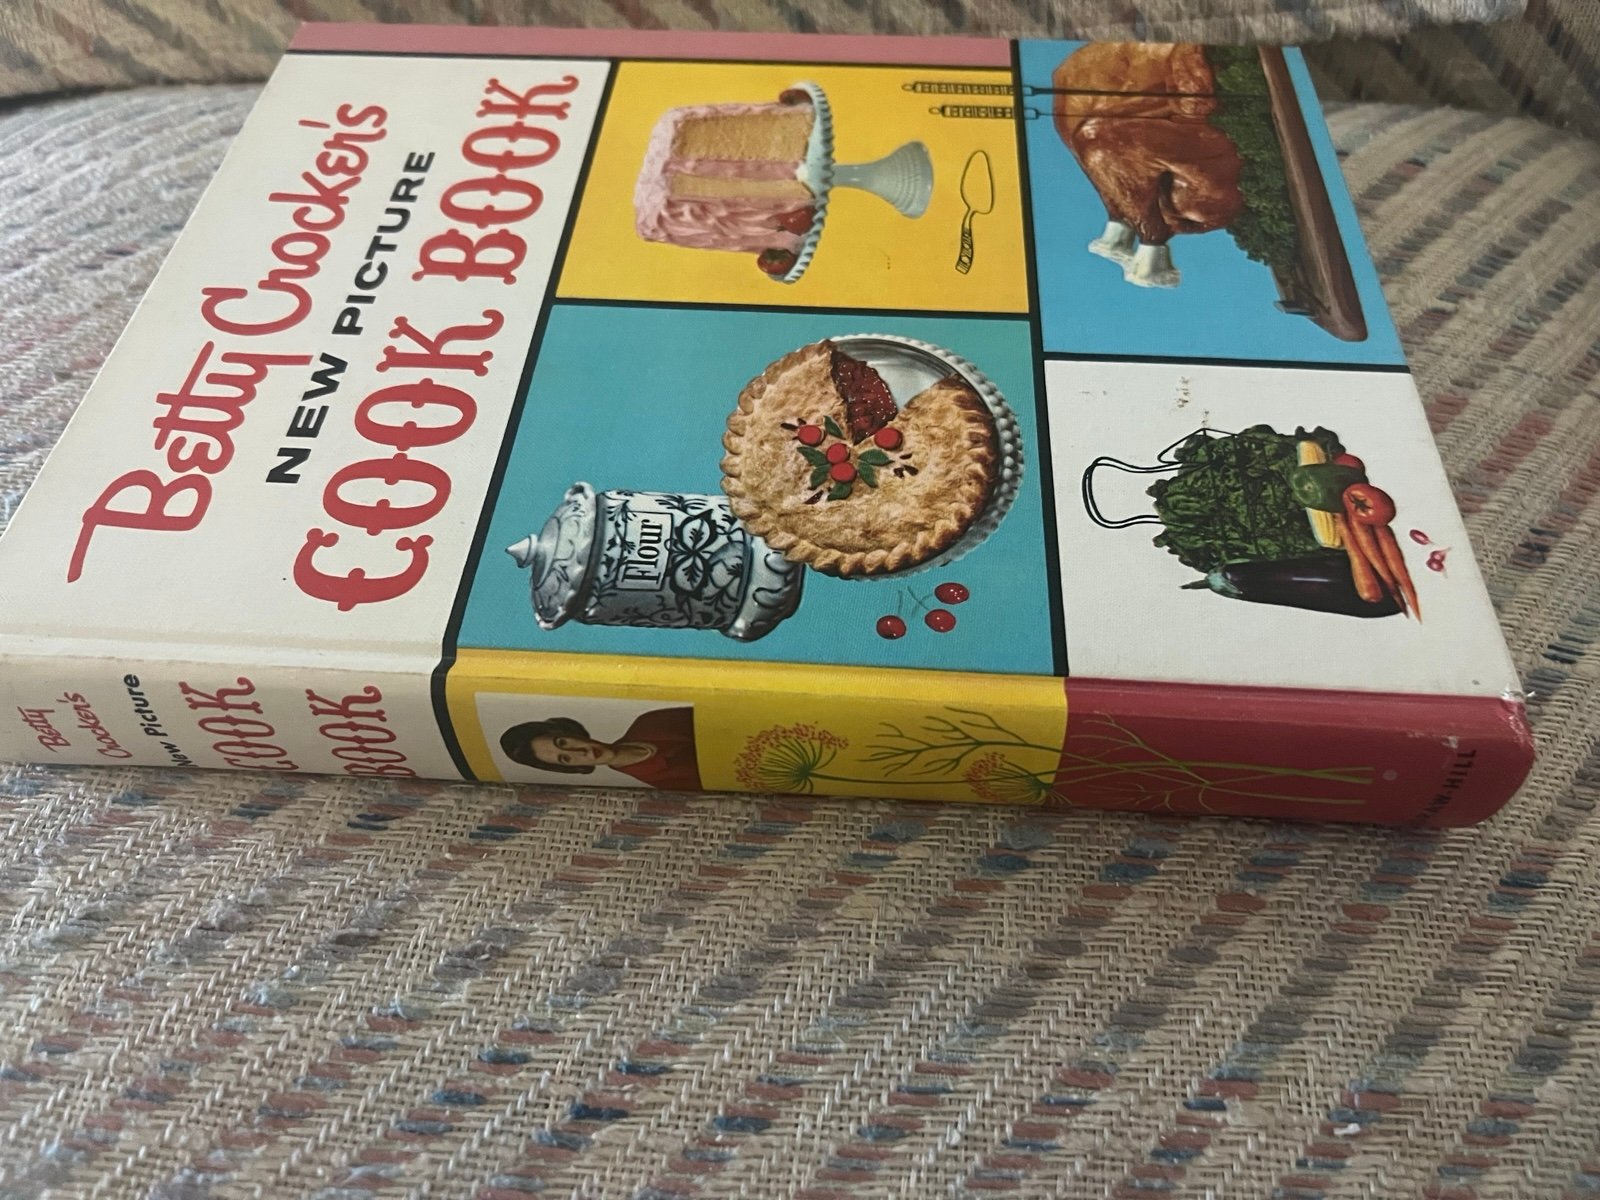 Betty Crocker's
NEW PICTURE
COOK BOOK
Flour
Betty
Crocker's
New Picture
COOK
BOOK